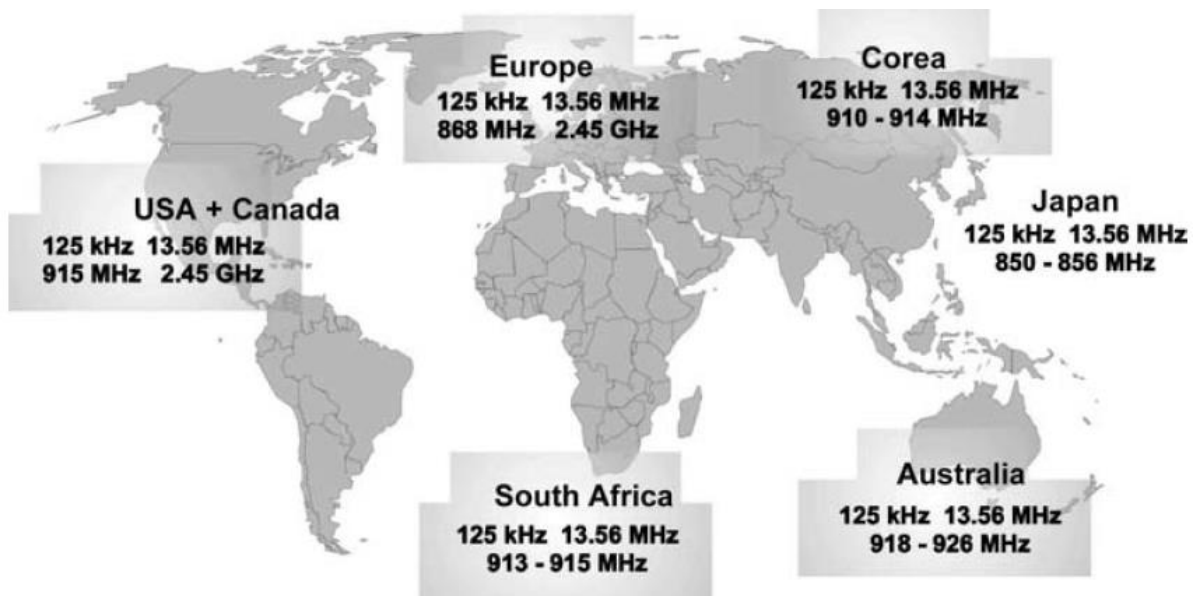 Europe
125 kHz 13.56 MHz
868 MHz 2.45 GHz
Corea
125 kHz 13.56 MHz
910 - 914 MHz
USA + Canada
125 kHz 13.56 MHz
915 MHz 2.45 GHz
Japan
125 kHz 13.56 MHz
850 - 856 MHz
South Africa
125 kHz 13.56 MHz
913 - 915 MHz
Australia
125 kHz 13.56 MHz
918 - 926 MHz